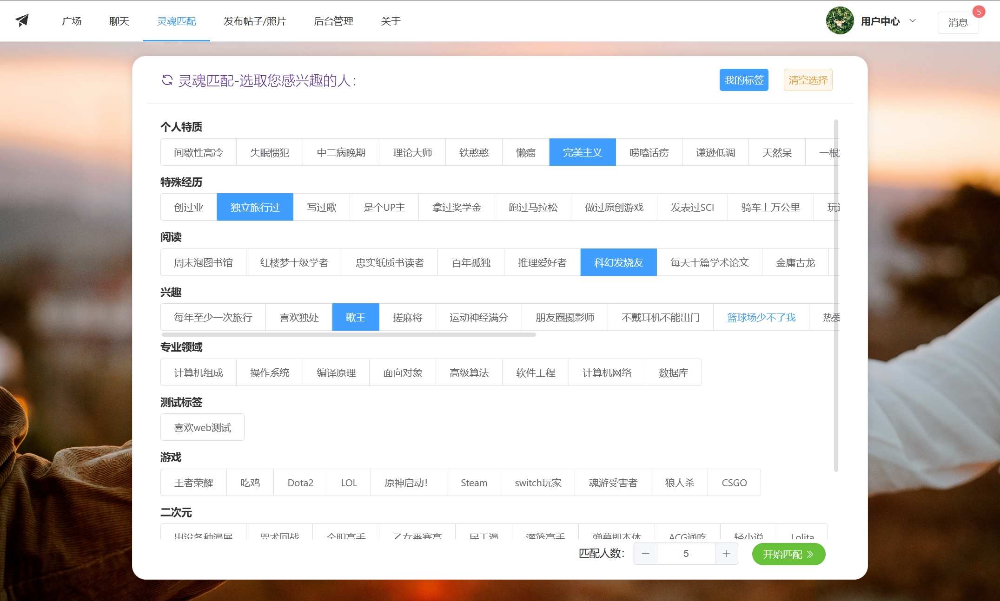 广场 聊天 灵魂匹配 发布帖子/照片 后台管理 关于 用户中心 消息 5
灵魂匹配-选取您感兴趣的人： 我的标签 清空选择
个人特质
间歇性高冷 失眠惯犯 中二病晚期 理论大师 铁憨憨 懒癌 完美主义 唠嗑话痨 谦逊低调 天然呆 一根
特殊经历
创过业 独立旅行过 写过歌 是个UP主 拿过奖学金 跑过马拉松 做过原创游戏 发表过SCI 骑车上万公里 玩
阅读
周末泡图书馆 红楼梦十级学者 忠实纸质书读者 百年孤独 推理爱好者 科幻发烧友 每天十篇学术论文 金庸古龙
兴趣
每年至少一次旅行 喜欢独处 歌王 搓麻将 运动神经满分 朋友圈摄影师 不戴耳机不能出门 篮球场少不了我 热爱
专业领域
计算机组成 操作系统 编译原理 面向对象 高级算法 软件工程 计算机网络 数据库
测试标签
喜欢web测试
游戏
王者荣耀 吃鸡 Dota2 LOL 原神启动！ Steam switch玩家 魂游受害者 狼人杀 CSGO
二次元
出没各种漫展 咒术回战 全职高手 乙女番赛高 民工漫 灌篮高手 弹幕即本体 ACG通吃 轻小说 Lolita
匹配人数： 5 开始匹配